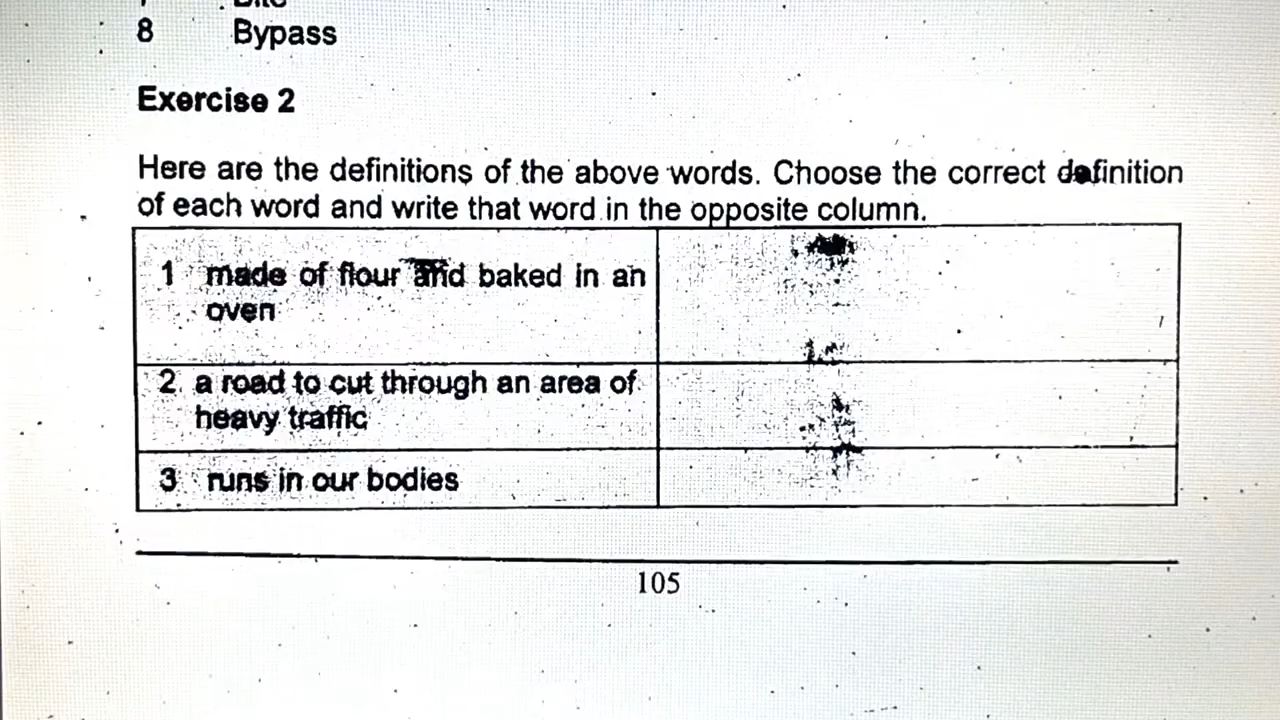 8 Bypass
Exercise 2
Here are the definitions of the above words. Choose the correct definition
of each word and write that word in the opposite column.
1 made of flour and baked in an
oven
2 a road to cut through an area of
heavy traffic
3 runs in our bodies
105